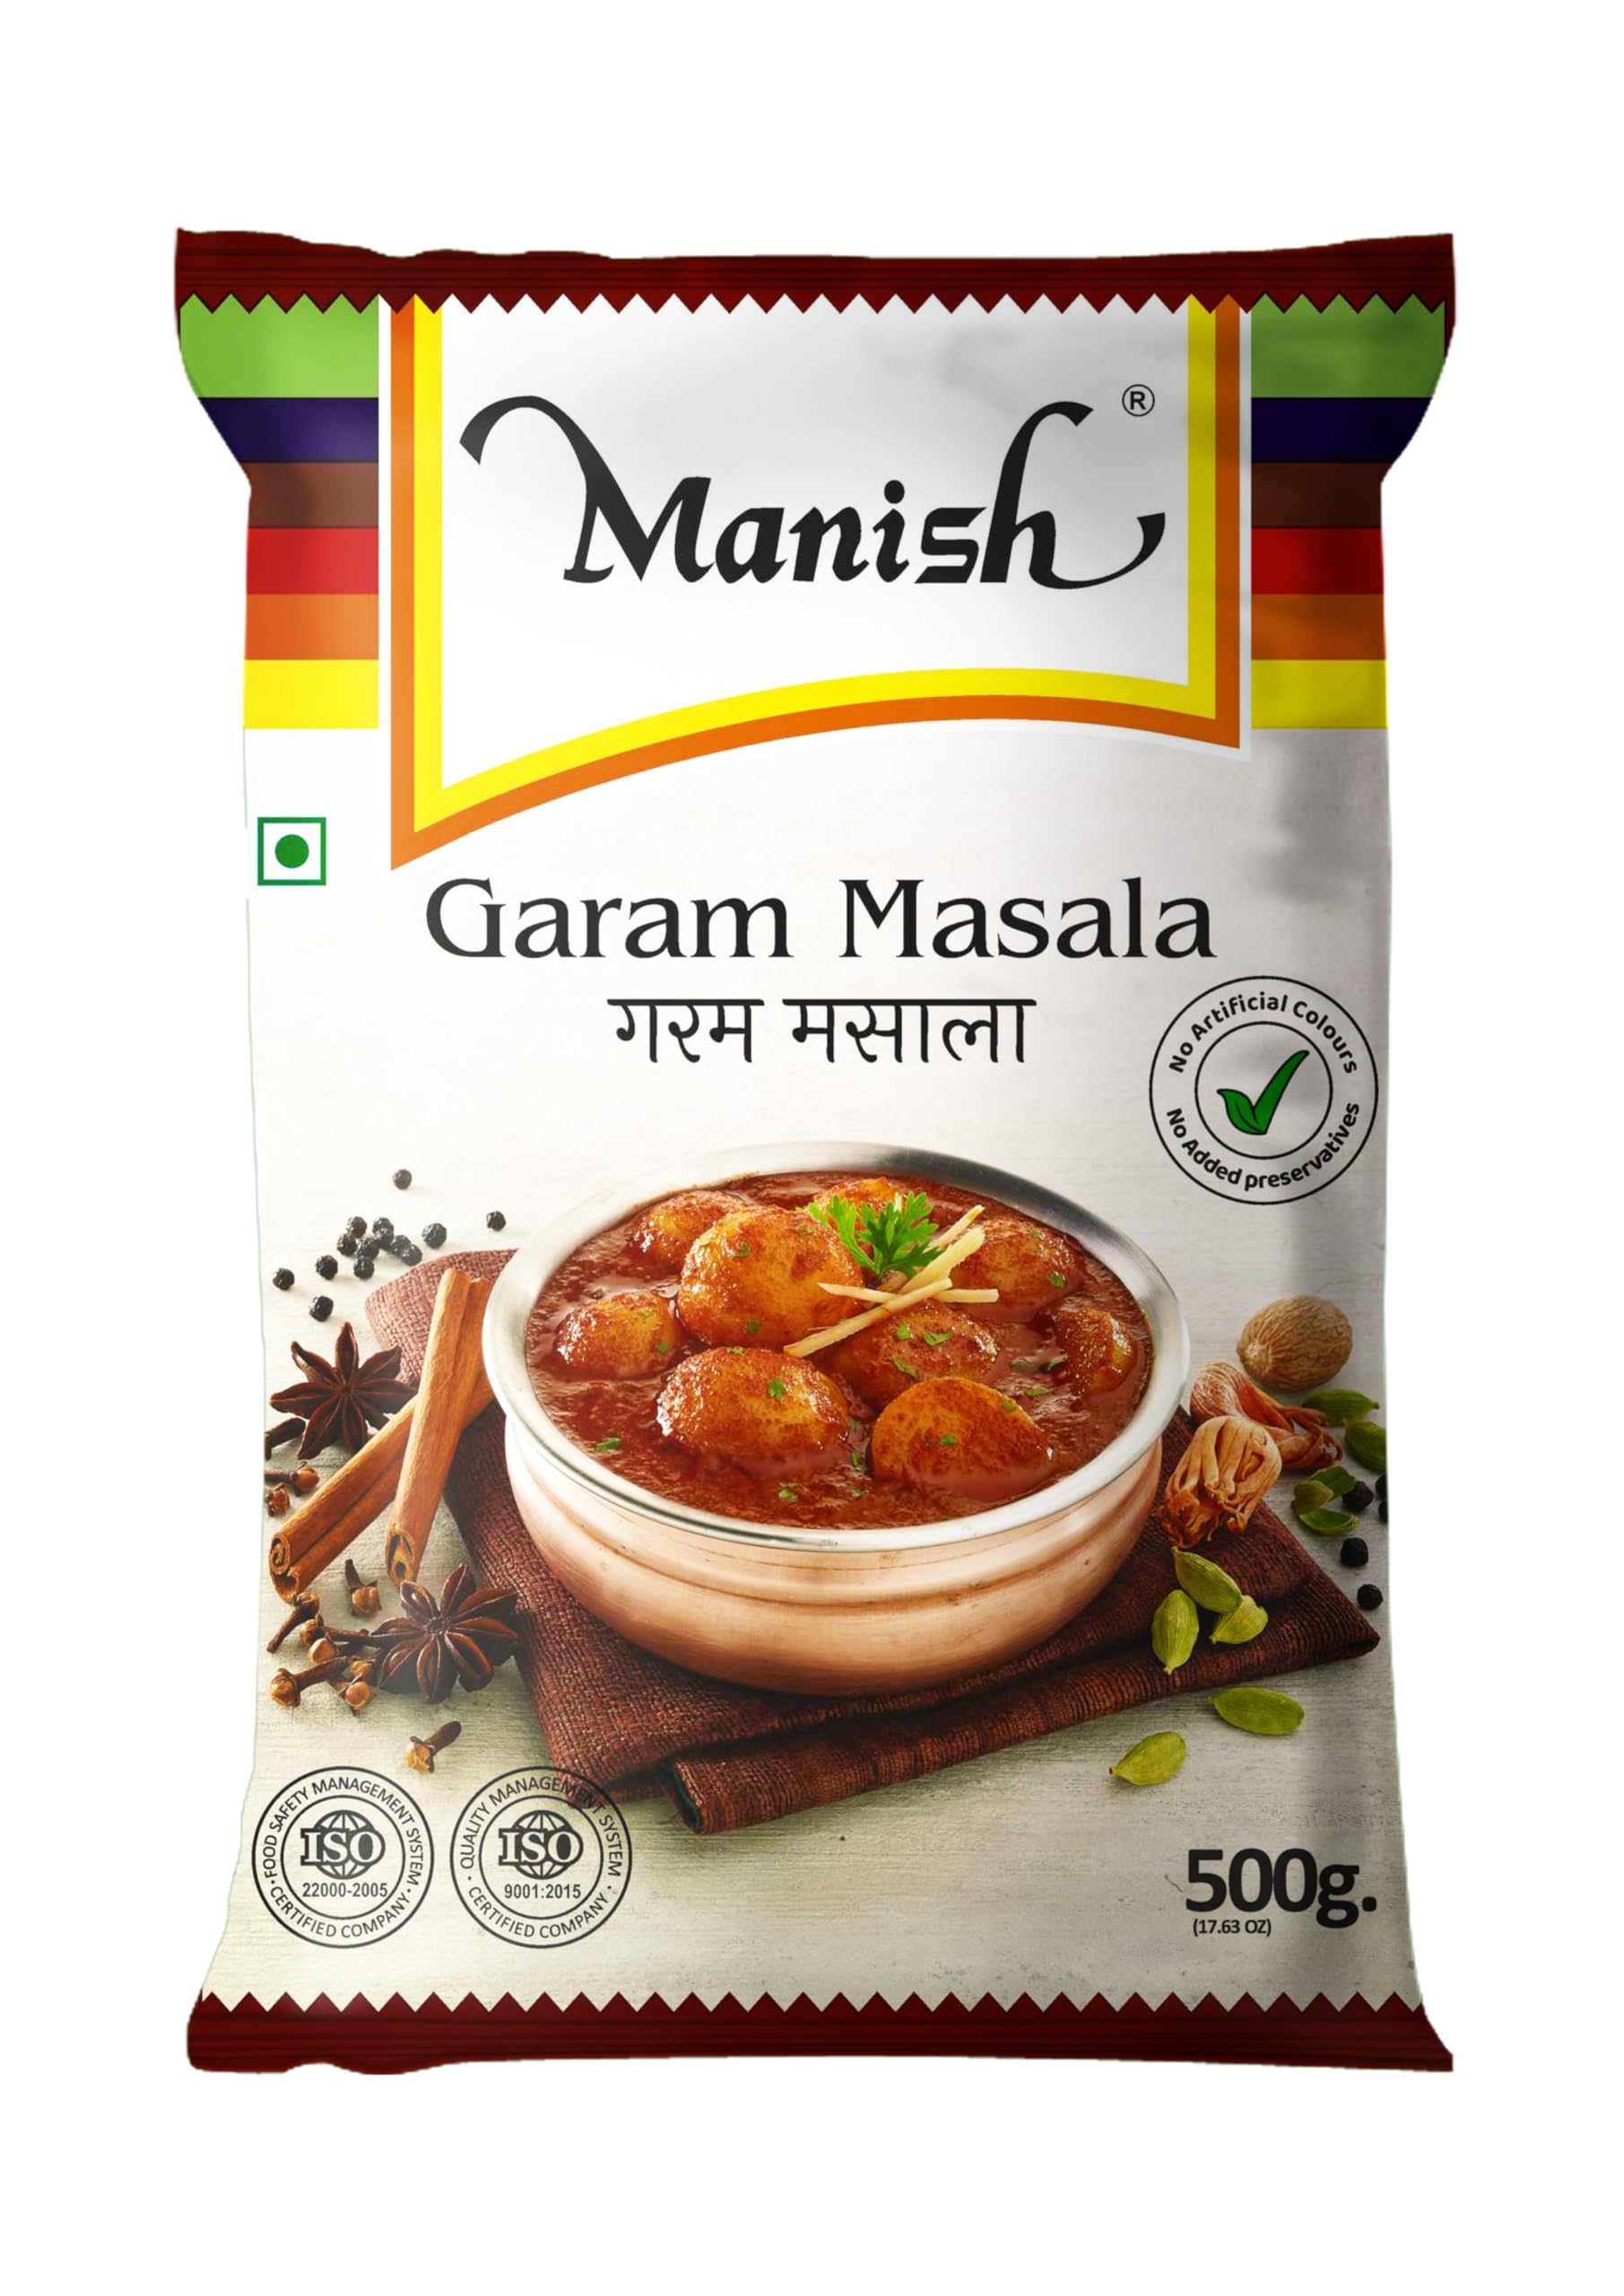 Manish ®
Garam Masala
गरम मसाला
No Artificial Colours
No Added preservatives
FOOD SAFETY MANAGEMENT SYSTEM
ISO
22000-2005
CERTIFIED COMPANY
QUALITY MANAGEMENT SYSTEM
ISO
9001:2015
CERTIFIED COMPANY
500g.
(17.63 OZ)